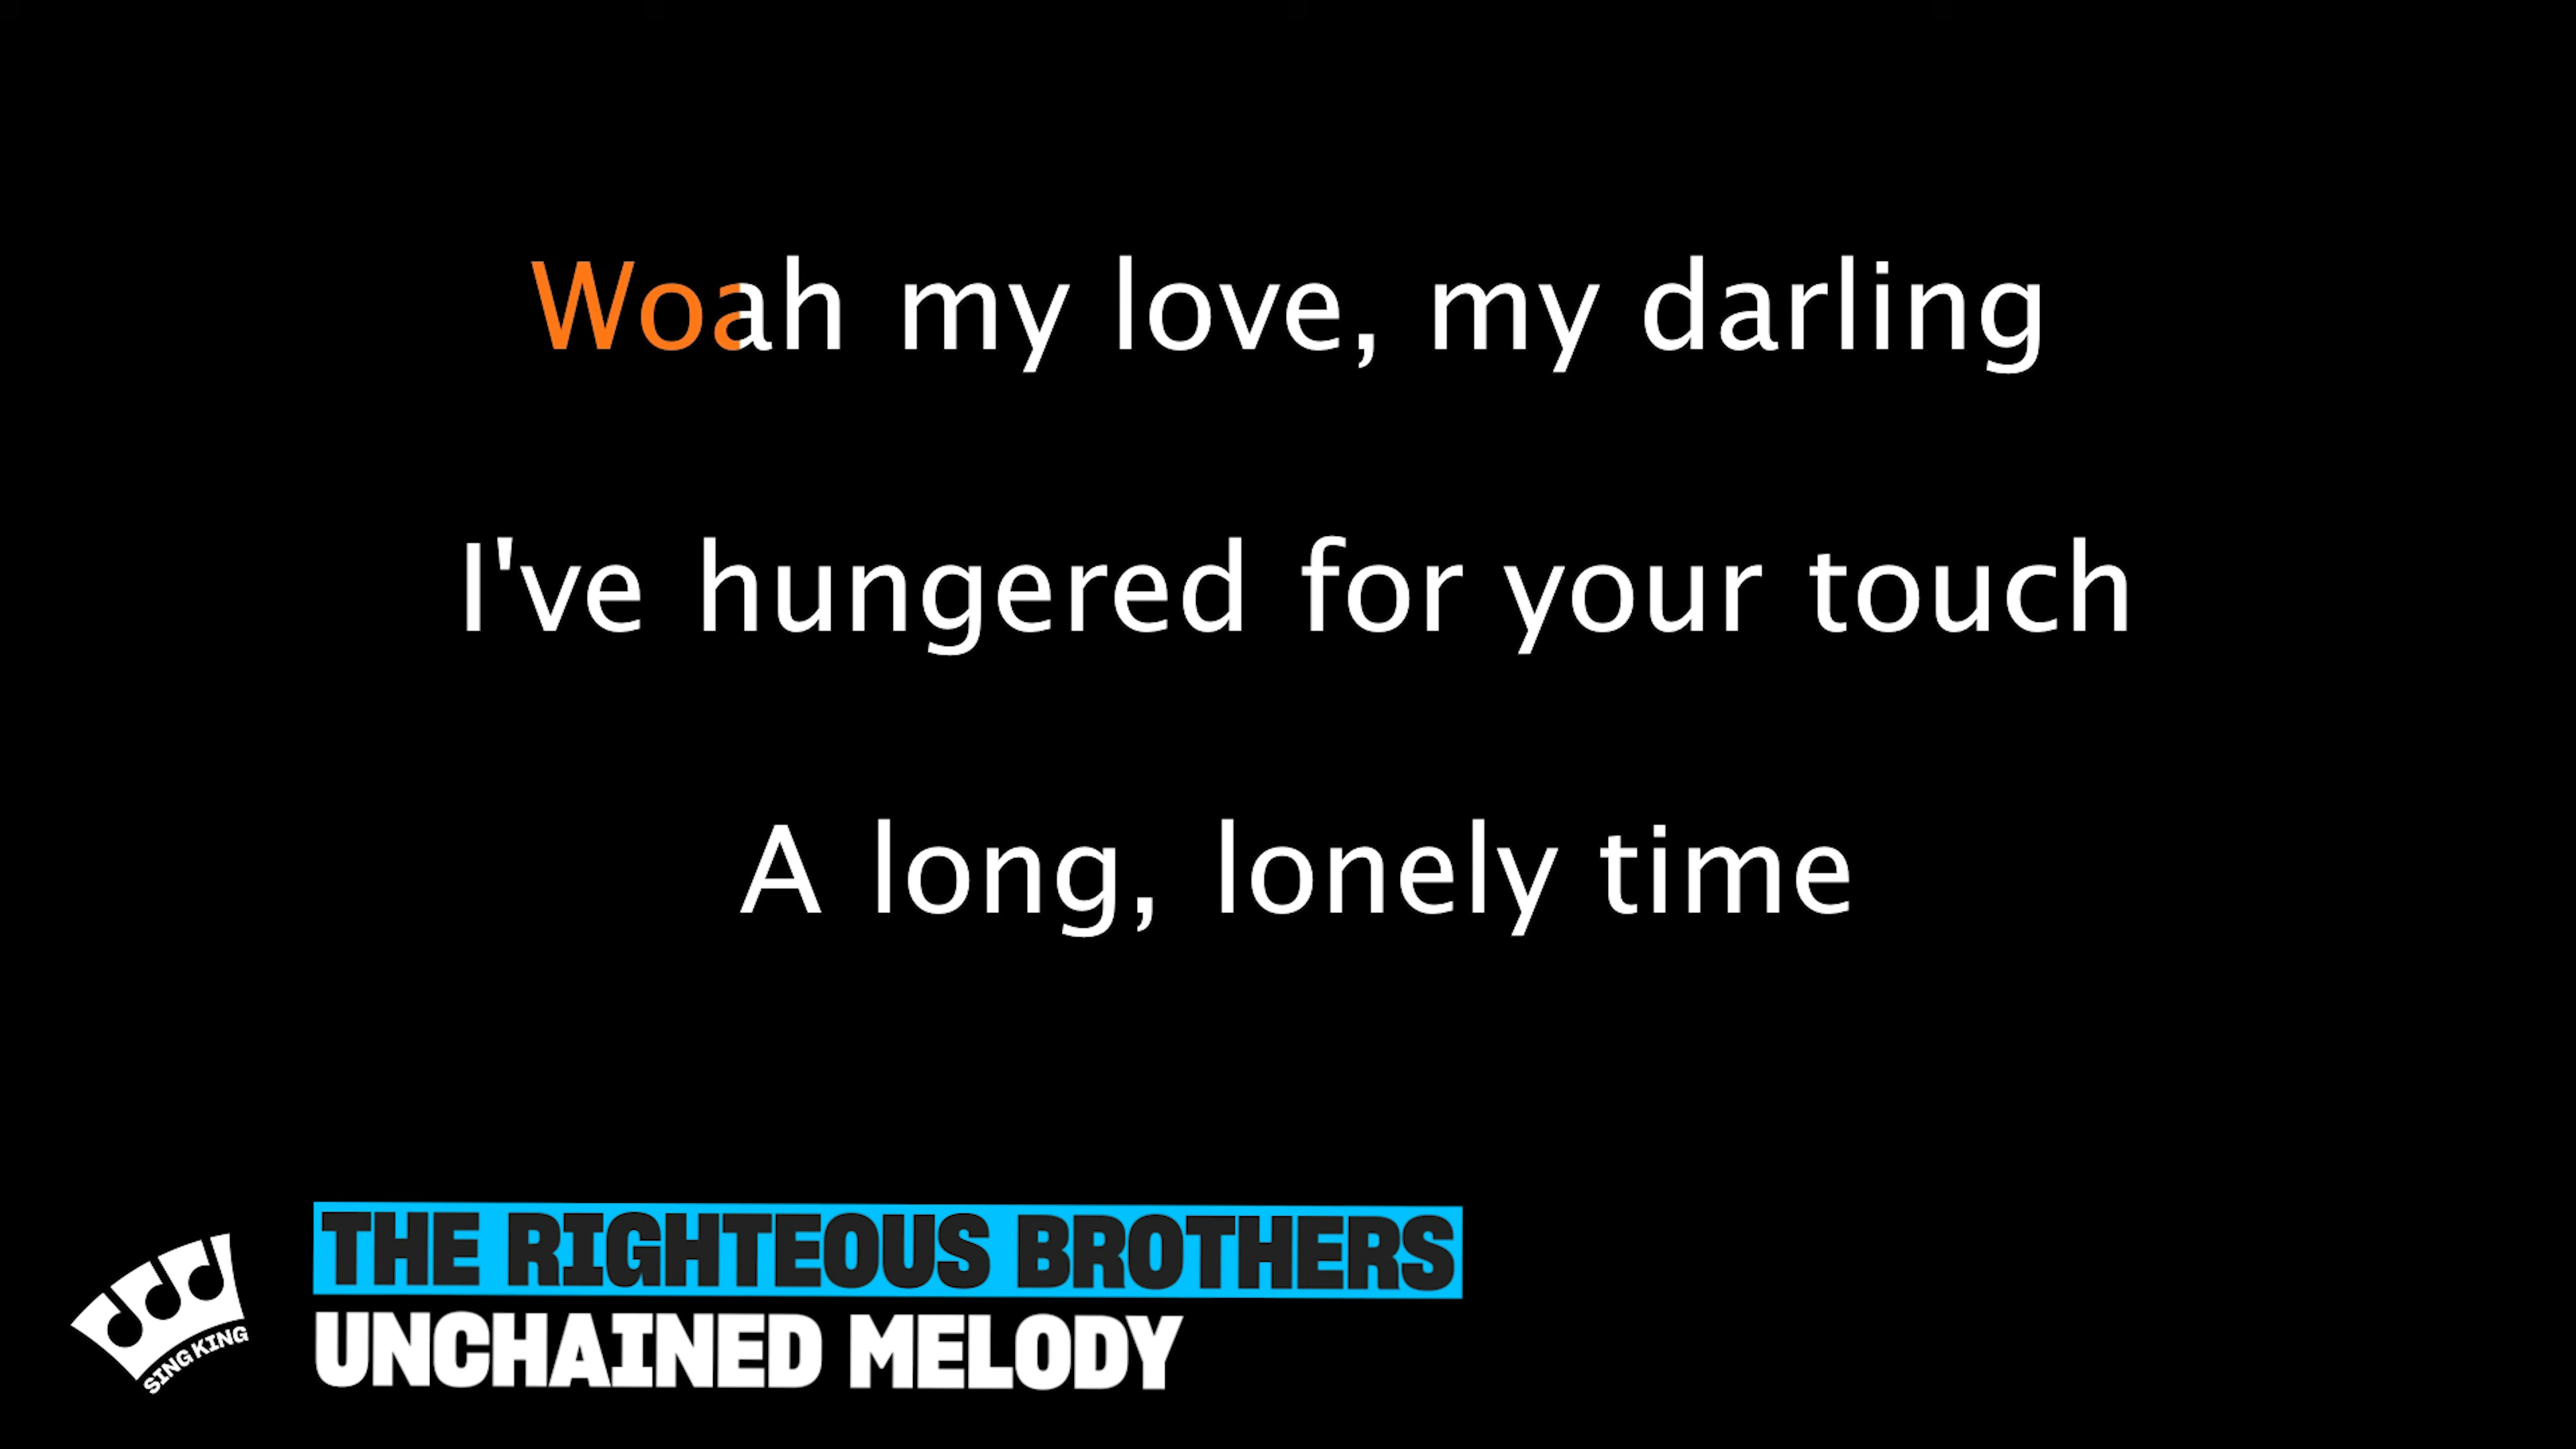 Woah my love, my darling
I've hungered for your touch
A long, lonely time
THE RIGHTEOUS BROTHERS
UNCHAINED MELODY
SING KING